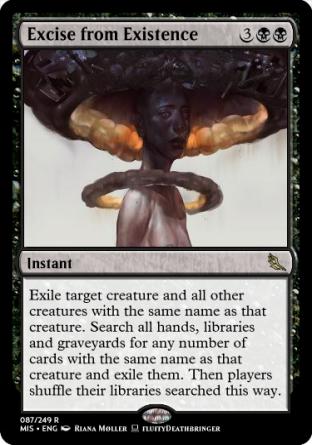 Excise from Existence 3
Instant
Exile target creature and all other
creatures with the same name as that
creature. Search all hands, libraries
and graveyards for any number of
cards with the same name as that
creature and exile them. Then players
shuffle their libraries searched this way.
087/249 R
MIS • ENG Riana Møller fluffyDeathbringer